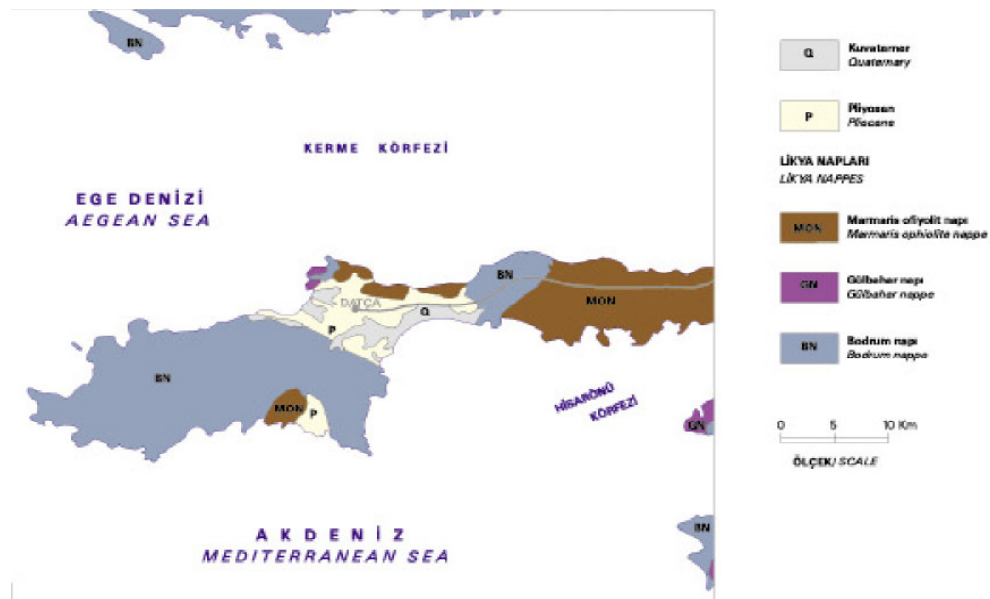 BN
KERME KÖRFEZİ
EGE DENİZİ
AEGEAN SEA
BN
MON
DATÇA
Q
P
BN
MON
P
HİSARÖNÜ
KÖRFEZİ
GN
BN
AKDENİZ
MEDITERRANEAN SEA
Q
Kuvaterner
Quaternary
P
Pliyosen
Pliocene
LİKYA NAPLARI
LİKYA NAPPES
MON
Marmaris ofiyolit napı
Marmaris ophiolite nappe
GN
Gülbahar napı
Gülbahar nappe
BN
Bodrum napı
Bodrum nappe
0 5 10 Km
ÖLÇEK/SCALE